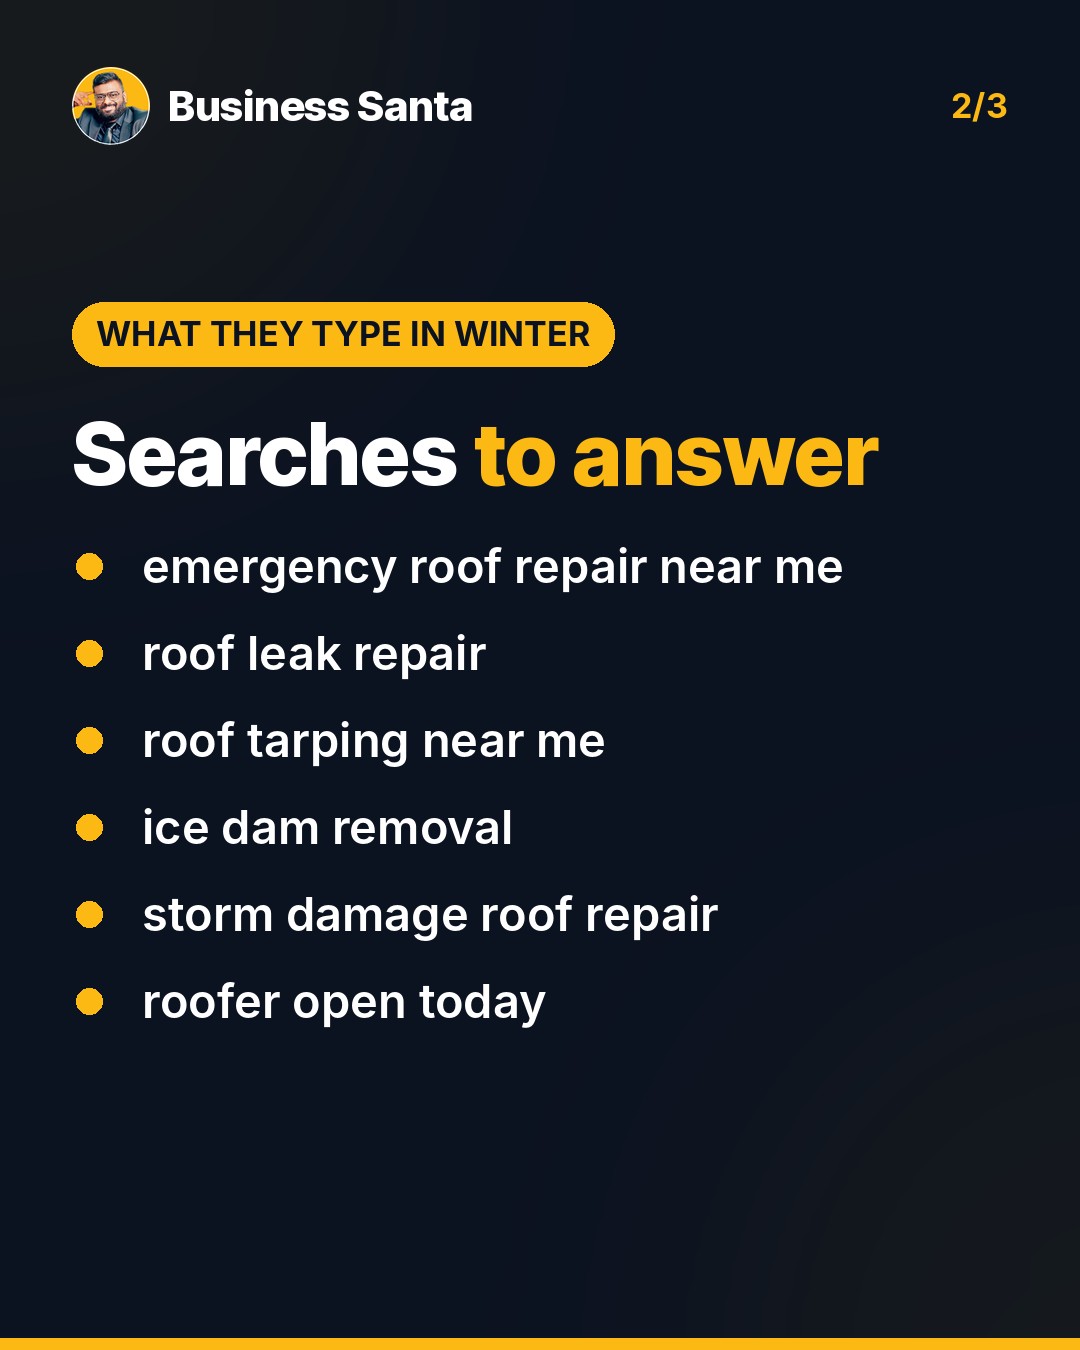 Business Santa
2/3
WHAT THEY TYPE IN WINTER
Searches to answer
emergency roof repair near me
roof leak repair
roof tarping near me
ice dam removal
storm damage roof repair
roofer open today